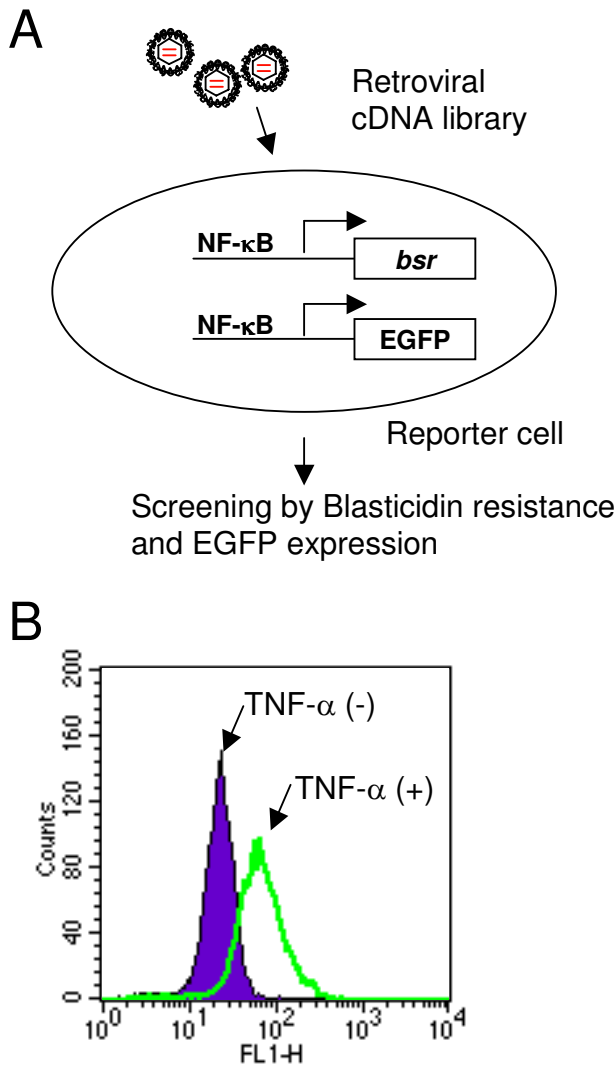 A
Retroviral
cDNA library
NF-κB
bsr
NF-κB
EGFP
Reporter cell
Screening by Blasticidin resistance
and EGFP expression
B
200
160
120
80
40
0
Counts
TNF-α (-)
TNF-α (+)
10^0 10^1 10^2 10^3 10^4
FL1-H